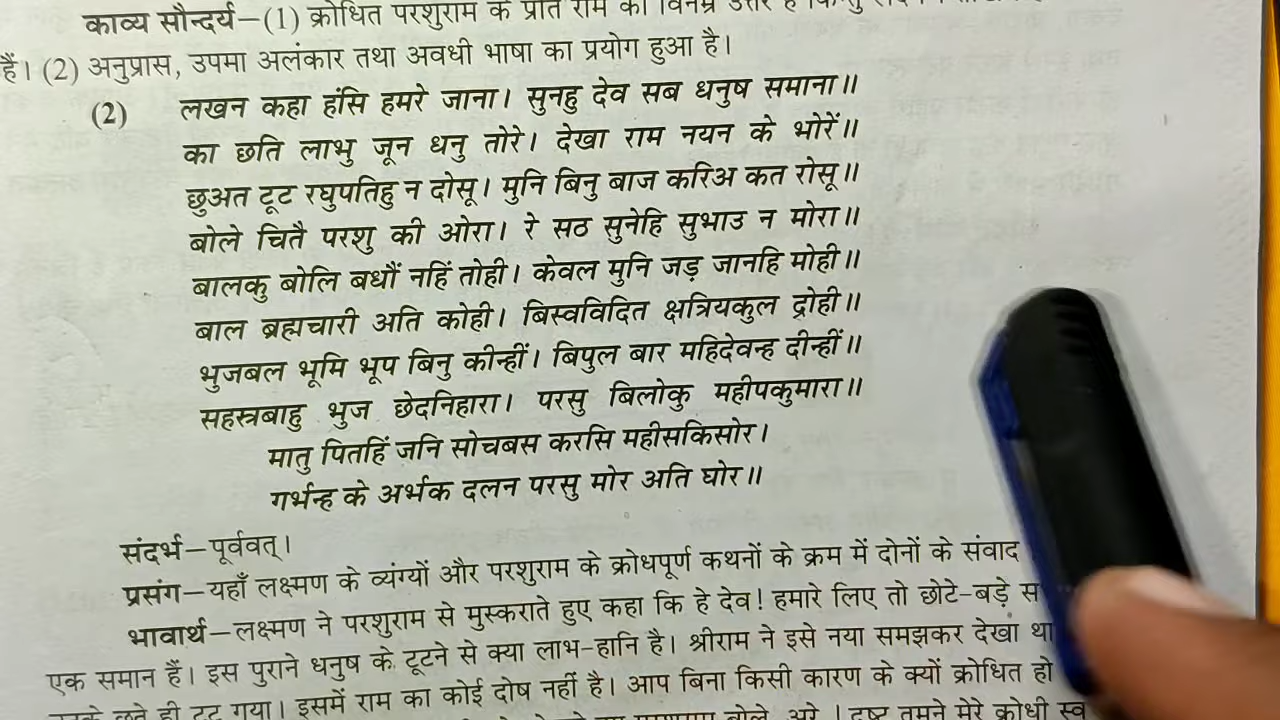 काव्य सौन्दर्य–(1) क्रोधित परशुराम के प्रति राम का विनम्र उत्तर है
हैं। (2) अनुप्रास, उपमा अलंकार तथा अवधी भाषा का प्रयोग हुआ है।
(2) लखन कहा हंसि हमरे जाना। सुनहु देव सब धनुष समाना॥
का छति लाभु जून धनु तोरे। देखा राम नयन के भोरें॥
छुअत टूट रघुपतिहु न दोसू। मुनि बिनु बाज करिअ कत रोसू॥
बोले चितै परशु की ओरा। रे सठ सुनेहि सुभाउ न मोरा॥
बालकु बोलि बधौं नहिं तोही। केवल मुनि जड़ जानहि मोही॥
बाल ब्रह्मचारी अति कोही। बिस्वविदित क्षत्रियकुल द्रोही॥
भुजबल भूमि भूप बिनु कीन्हीं। बिपुल बार महिदेवन्ह दीन्हीं॥
सहस्त्रबाहु भुज छेदनिहारा। परसु बिलोकु महीपकुमारा॥
मातु पितहिं जनि सोचबस करसि महीसकिसोर।
गर्भन्ह के अर्भक दलन परसु मोर अति घोर॥
संदर्भ–पूर्ववत्।
प्रसंग–यहाँ लक्ष्मण के व्यंग्यों और परशुराम के क्रोधपूर्ण कथनों के क्रम में दोनों के संवाद
भावार्थ–लक्ष्मण ने परशुराम से मुस्कराते हुए कहा कि हे देव! हमारे लिए तो छोटे-बड़े स
एक समान हैं। इस पुराने धनुष के टूटने से क्या लाभ-हानि है। श्रीराम ने इसे नया समझकर देखा था
छूते ही टूट गया। इसमें राम का कोई दोष नहीं है। आप बिना किसी कारण के क्यों क्रोधित हो
बोले, अरे । दुष्ट तुमने मेरे क्रोधी स्व